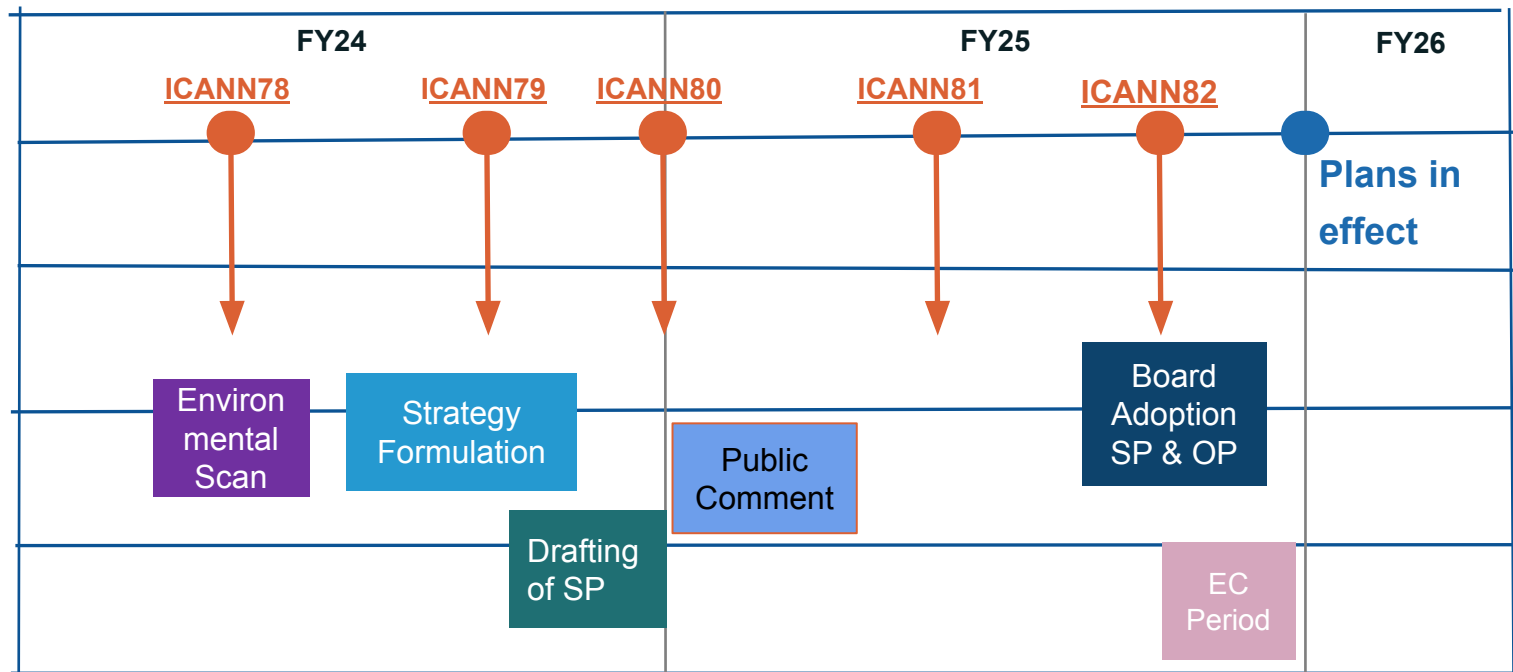 FY24
FY25
FY26
ICANN78
ICANN79
ICANN80
ICANN81
ICANN82
Plans in
effect
Environ
mental
Scan
Strategy
Formulation
Board
Adoption
SP & OP
Public
Comment
Drafting
of SP
EC
Period